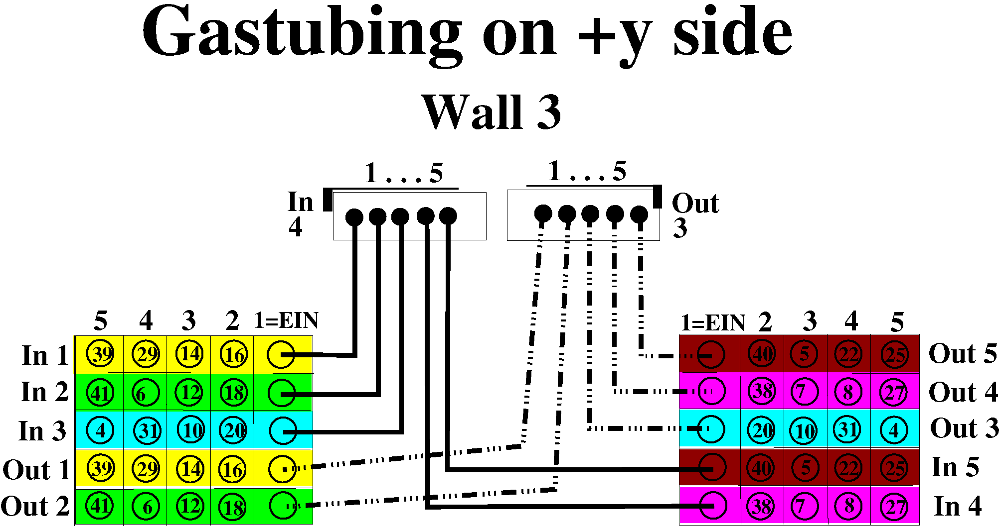 Gastubing on +y side
Wall 3
1 . . . 5
1 . . . 5
In
4
Out
3
5 4 3 2 1=EIN
In 1 39 29 14 16
In 2 41 6 12 18
In 3 4 31 10 20
Out 1 39 29 14 16
Out 2 41 6 12 18
1=EIN 2 3 4 5
40 5 22 25 Out 5
38 7 8 27 Out 4
20 10 31 4 Out 3
40 5 22 25 In 5
38 7 8 27 In 4